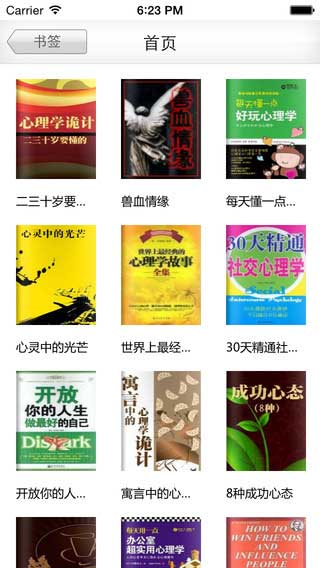 Carrier 6:23 PM
书签
首页
心理学诡计
二三十岁要懂的
兽血情缘
每天懂一点
好玩心理学
二三十岁要...
兽血情缘
每天懂一点...
心灵中的光芒
世界上最经典的
心理学故事
全集
30天精通
社交心理学
Social
心灵中的光芒
世界上最经...
30天精通社...
开放
你的人生
做最好的自己
寓言中的
心理学诡计
成功心态
(8种)
开放你的人...
寓言中的心...
8种成功心态
每天用一点
办公室
超实用心理学
HOW TO
WIN FRIENDS
AND
INFLUENCE
PEOPLE